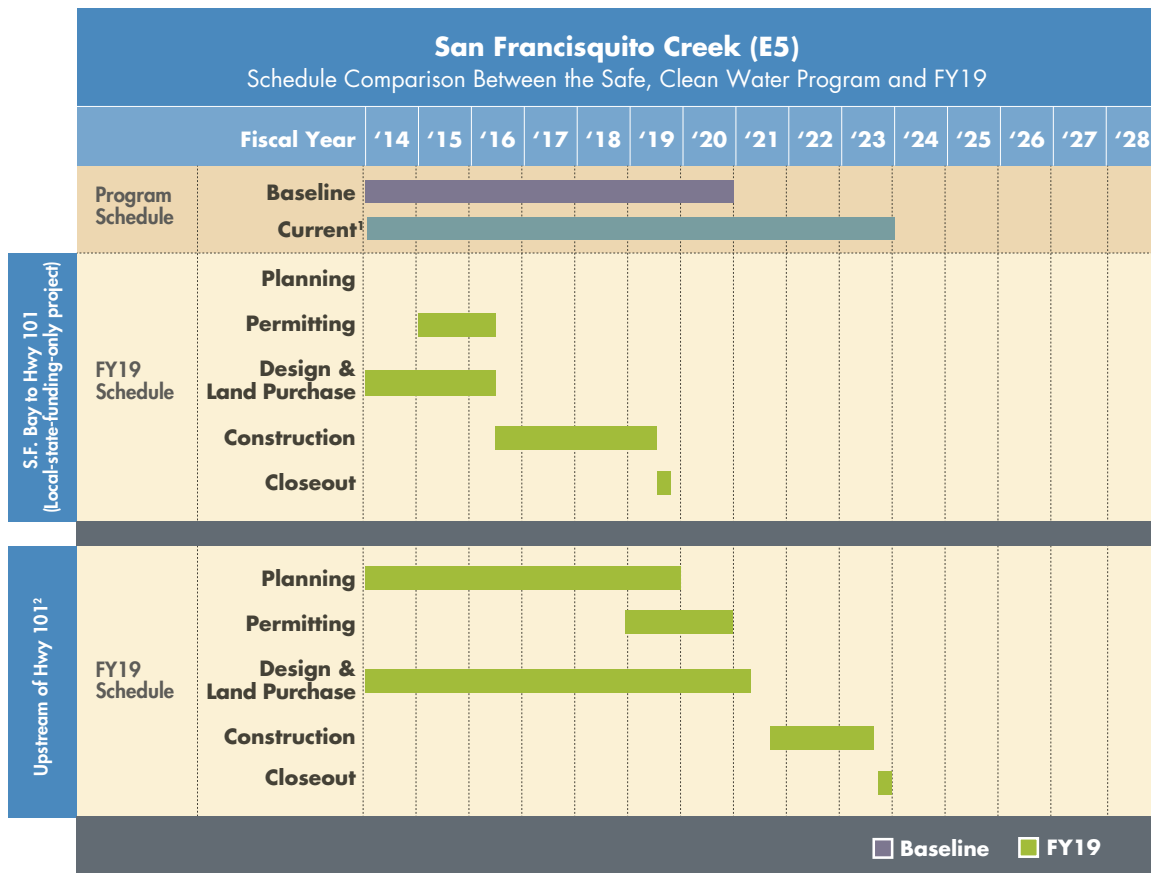 San Francisquito Creek (E5)
Schedule Comparison Between the Safe, Clean Water Program and FY19
Fiscal Year ‘14 ‘15 ‘16 ‘17 ‘18 ‘19 ‘20 ‘21 ‘22 ‘23 ‘24 ‘25 ‘26 ‘27 ‘28
Program
Schedule
Baseline
Current¹
S.F. Bay to Hwy 101
(Local-state-funding-only project)
FY19
Schedule
Planning
Permitting
Design &
Land Purchase
Construction
Closeout
Upstream of Hwy 101²
FY19
Schedule
Planning
Permitting
Design &
Land Purchase
Construction
Closeout
Baseline FY19